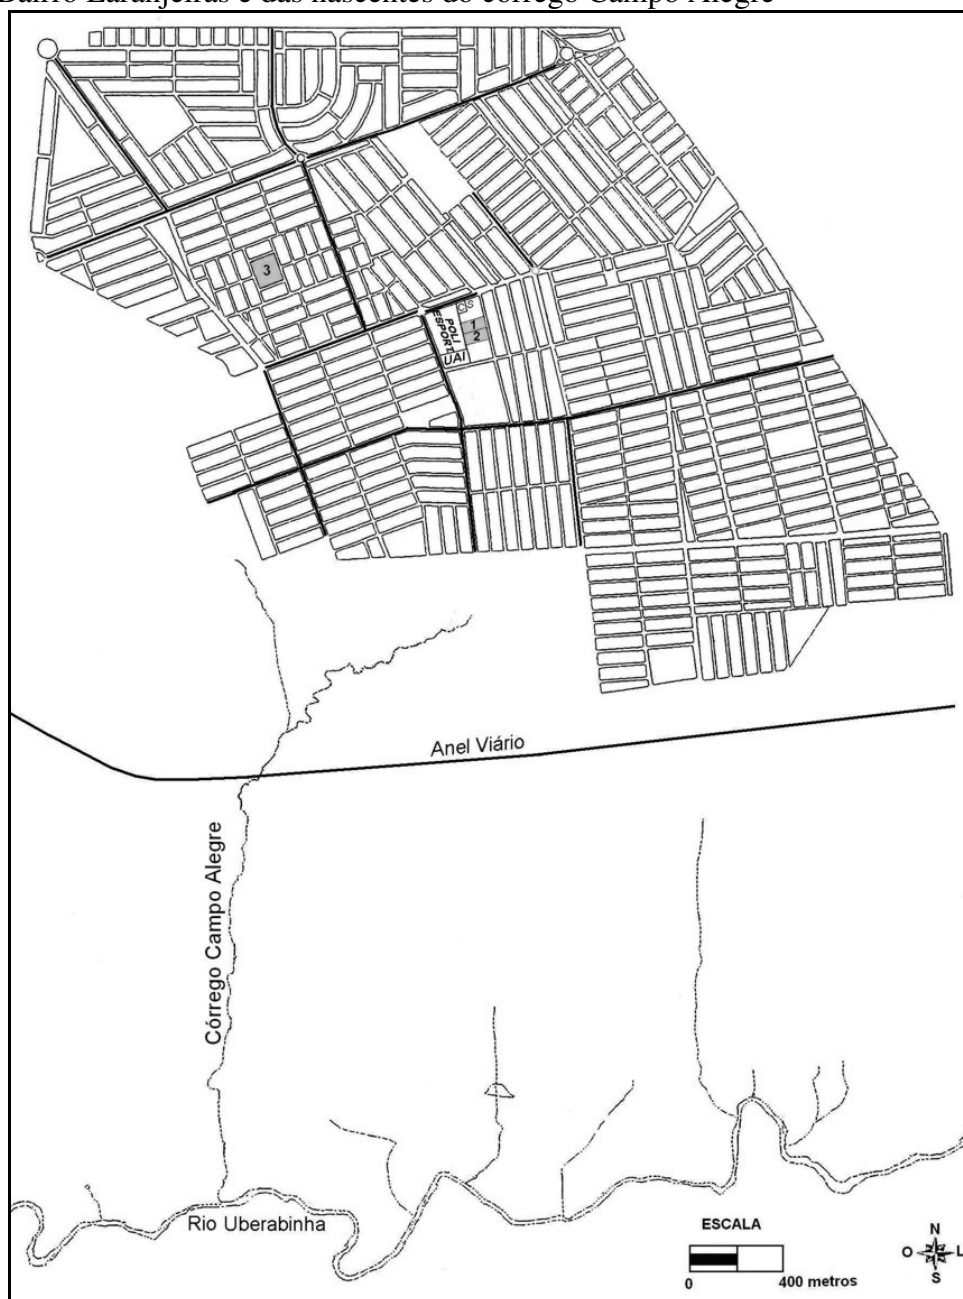 Bairro Laranjeiras e das nascentes do córrego Campo Alegre
3
C/S
1
2
POLI
ESPORT
UAI
Anel Viário
Córrego Campo Alegre
Rio Uberabinha
ESCALA
0 400 metros
N
O L
S